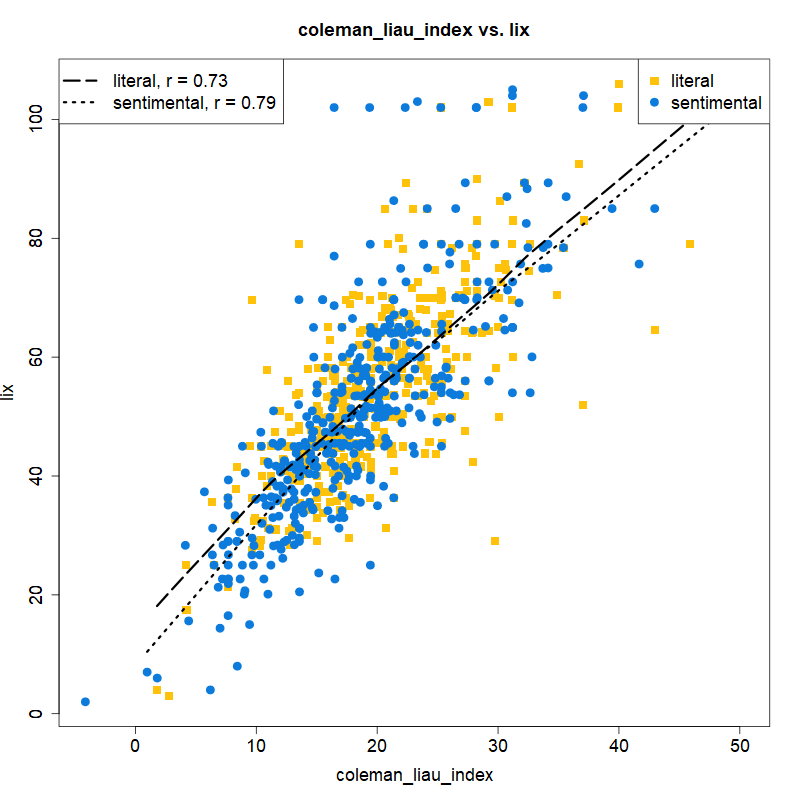 coleman_liau_index vs. lix
literal, r = 0.73
sentimental, r = 0.79
literal
sentimental
100
80
60
40
20
0
lix
0 10 20 30 40 50
coleman_liau_index